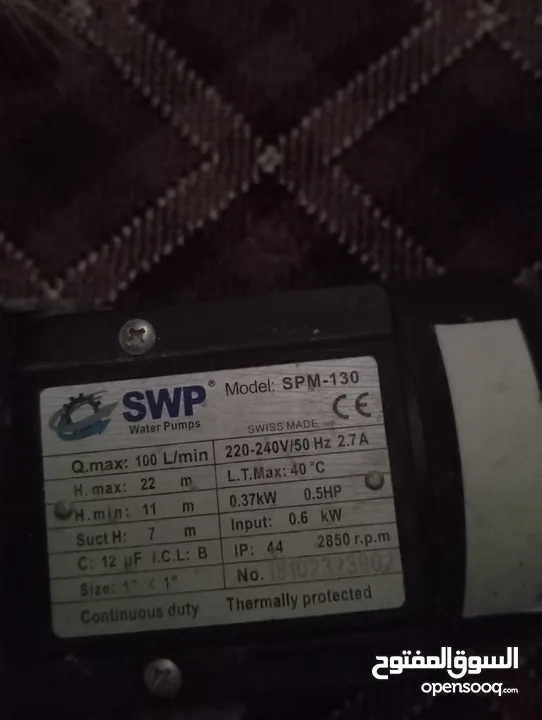 SWP® Model: SPM-130
Water Pumps SWISS MADE CE
Q.max: 100 L/min 220-240V/50 Hz 2.7A
H.max: 22 m L.T.Max: 40 °C
H.min: 11 m 0.37kW 0.5HP
Suct H: 7 m Input: 0.6 kW
C: 12 µF I.C.L: B IP: 44 2850 r.p.m
Size: 1" X 1" No. 18102323902
Continuous duty Thermally protected
السوق المفتوح
opensooq.com